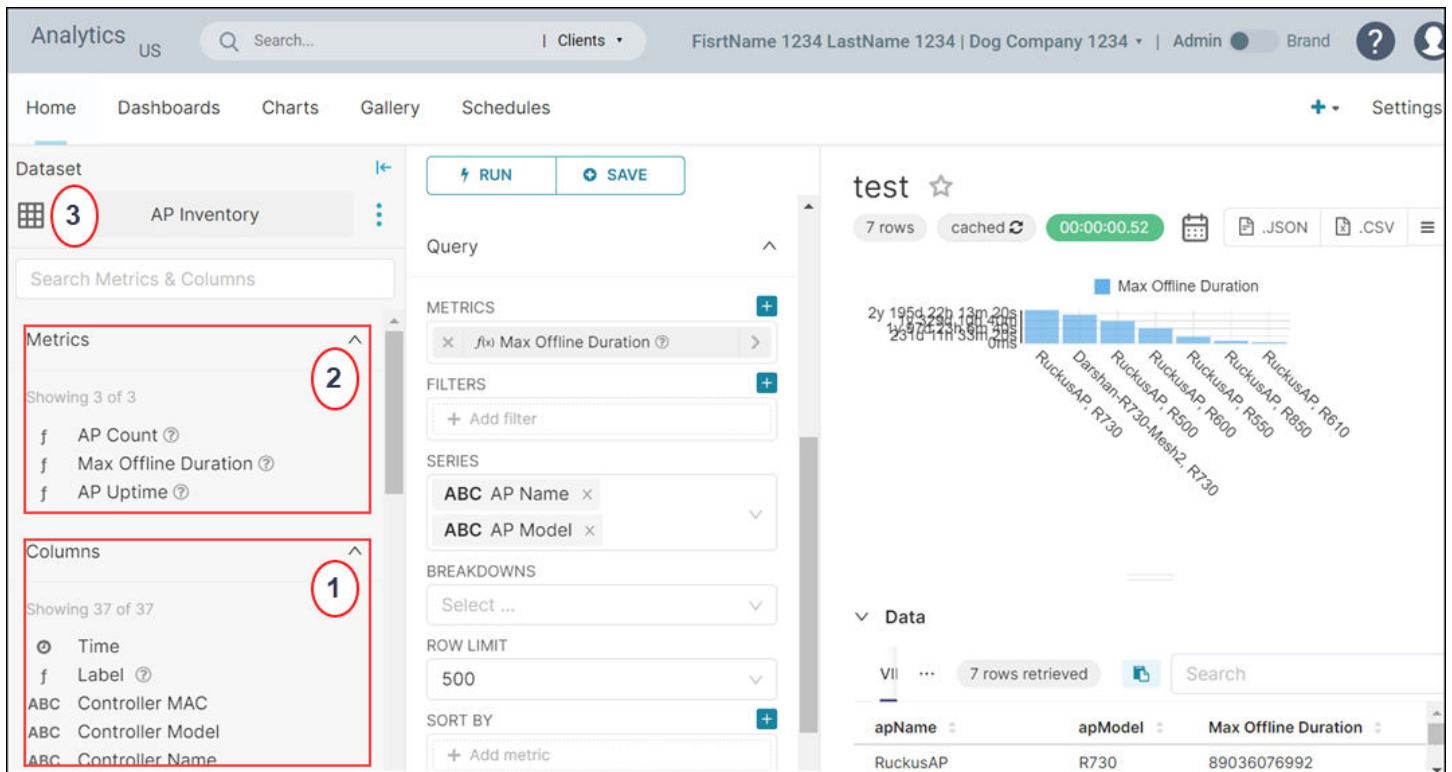 Analytics US
Search... | Clients
FisrtName 1234 LastName 1234 | Dog Company 1234 | Admin Brand ?
Home Dashboards Charts Gallery Schedules + Settings
Dataset
3 AP Inventory
Search Metrics & Columns
Metrics
2
Showing 3 of 3
f AP Count ?
f Max Offline Duration ?
f AP Uptime ?
Columns
1
Showing 37 of 37
Time
f Label ?
ABC Controller MAC
ABC Controller Model
ABC Controller Name
RUN SAVE
Query
METRICS +
× f(x) Max Offline Duration ? >
FILTERS +
+ Add filter
SERIES
ABC AP Name ×
ABC AP Model ×
BREAKDOWNS
Select ...
ROW LIMIT
500
SORT BY +
+ Add metric
test
7 rows cached 00:00:00.52 .JSON X .CSV
Max Offline Duration
2y 195d 22h 13m 20s
231d 11h 33m 20s
0ms
RuckusAP, R730
Darshan-R730-Mesh2, R730
RuckusAP, R500
RuckusAP, R600
RuckusAP, R550
RuckusAP, R850
RuckusAP, R610
Data
7 rows retrieved Search
apName apModel Max Offline Duration
RuckusAP R730 89036076992